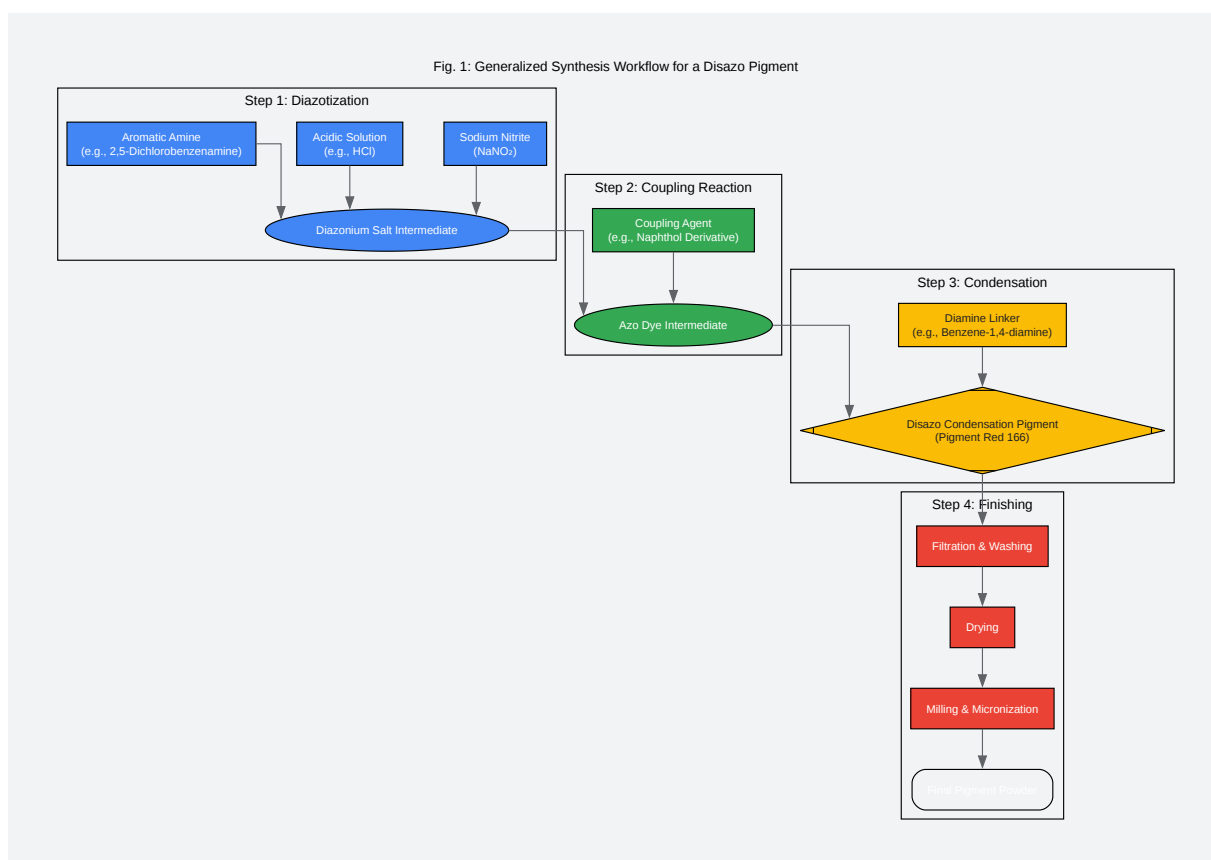 Fig. 1: Generalized Synthesis Workflow for a Disazo Pigment
Step 1: Diazotization
Aromatic Amine
(e.g., 2,5-Dichlorobenzenamine)
Acidic Solution
(e.g., HCl)
Sodium Nitrite
(NaNO₂)
Diazonium Salt Intermediate
Step 2: Coupling Reaction
Coupling Agent
(e.g., Naphthol Derivative)
Azo Dye Intermediate
Step 3: Condensation
Diamine Linker
(e.g., Benzene-1,4-diamine)
Disazo Condensation Pigment
(Pigment Red 166)
Step 4: Finishing
Filtration & Washing
Drying
Milling & Micronization
Final Pigment Powder